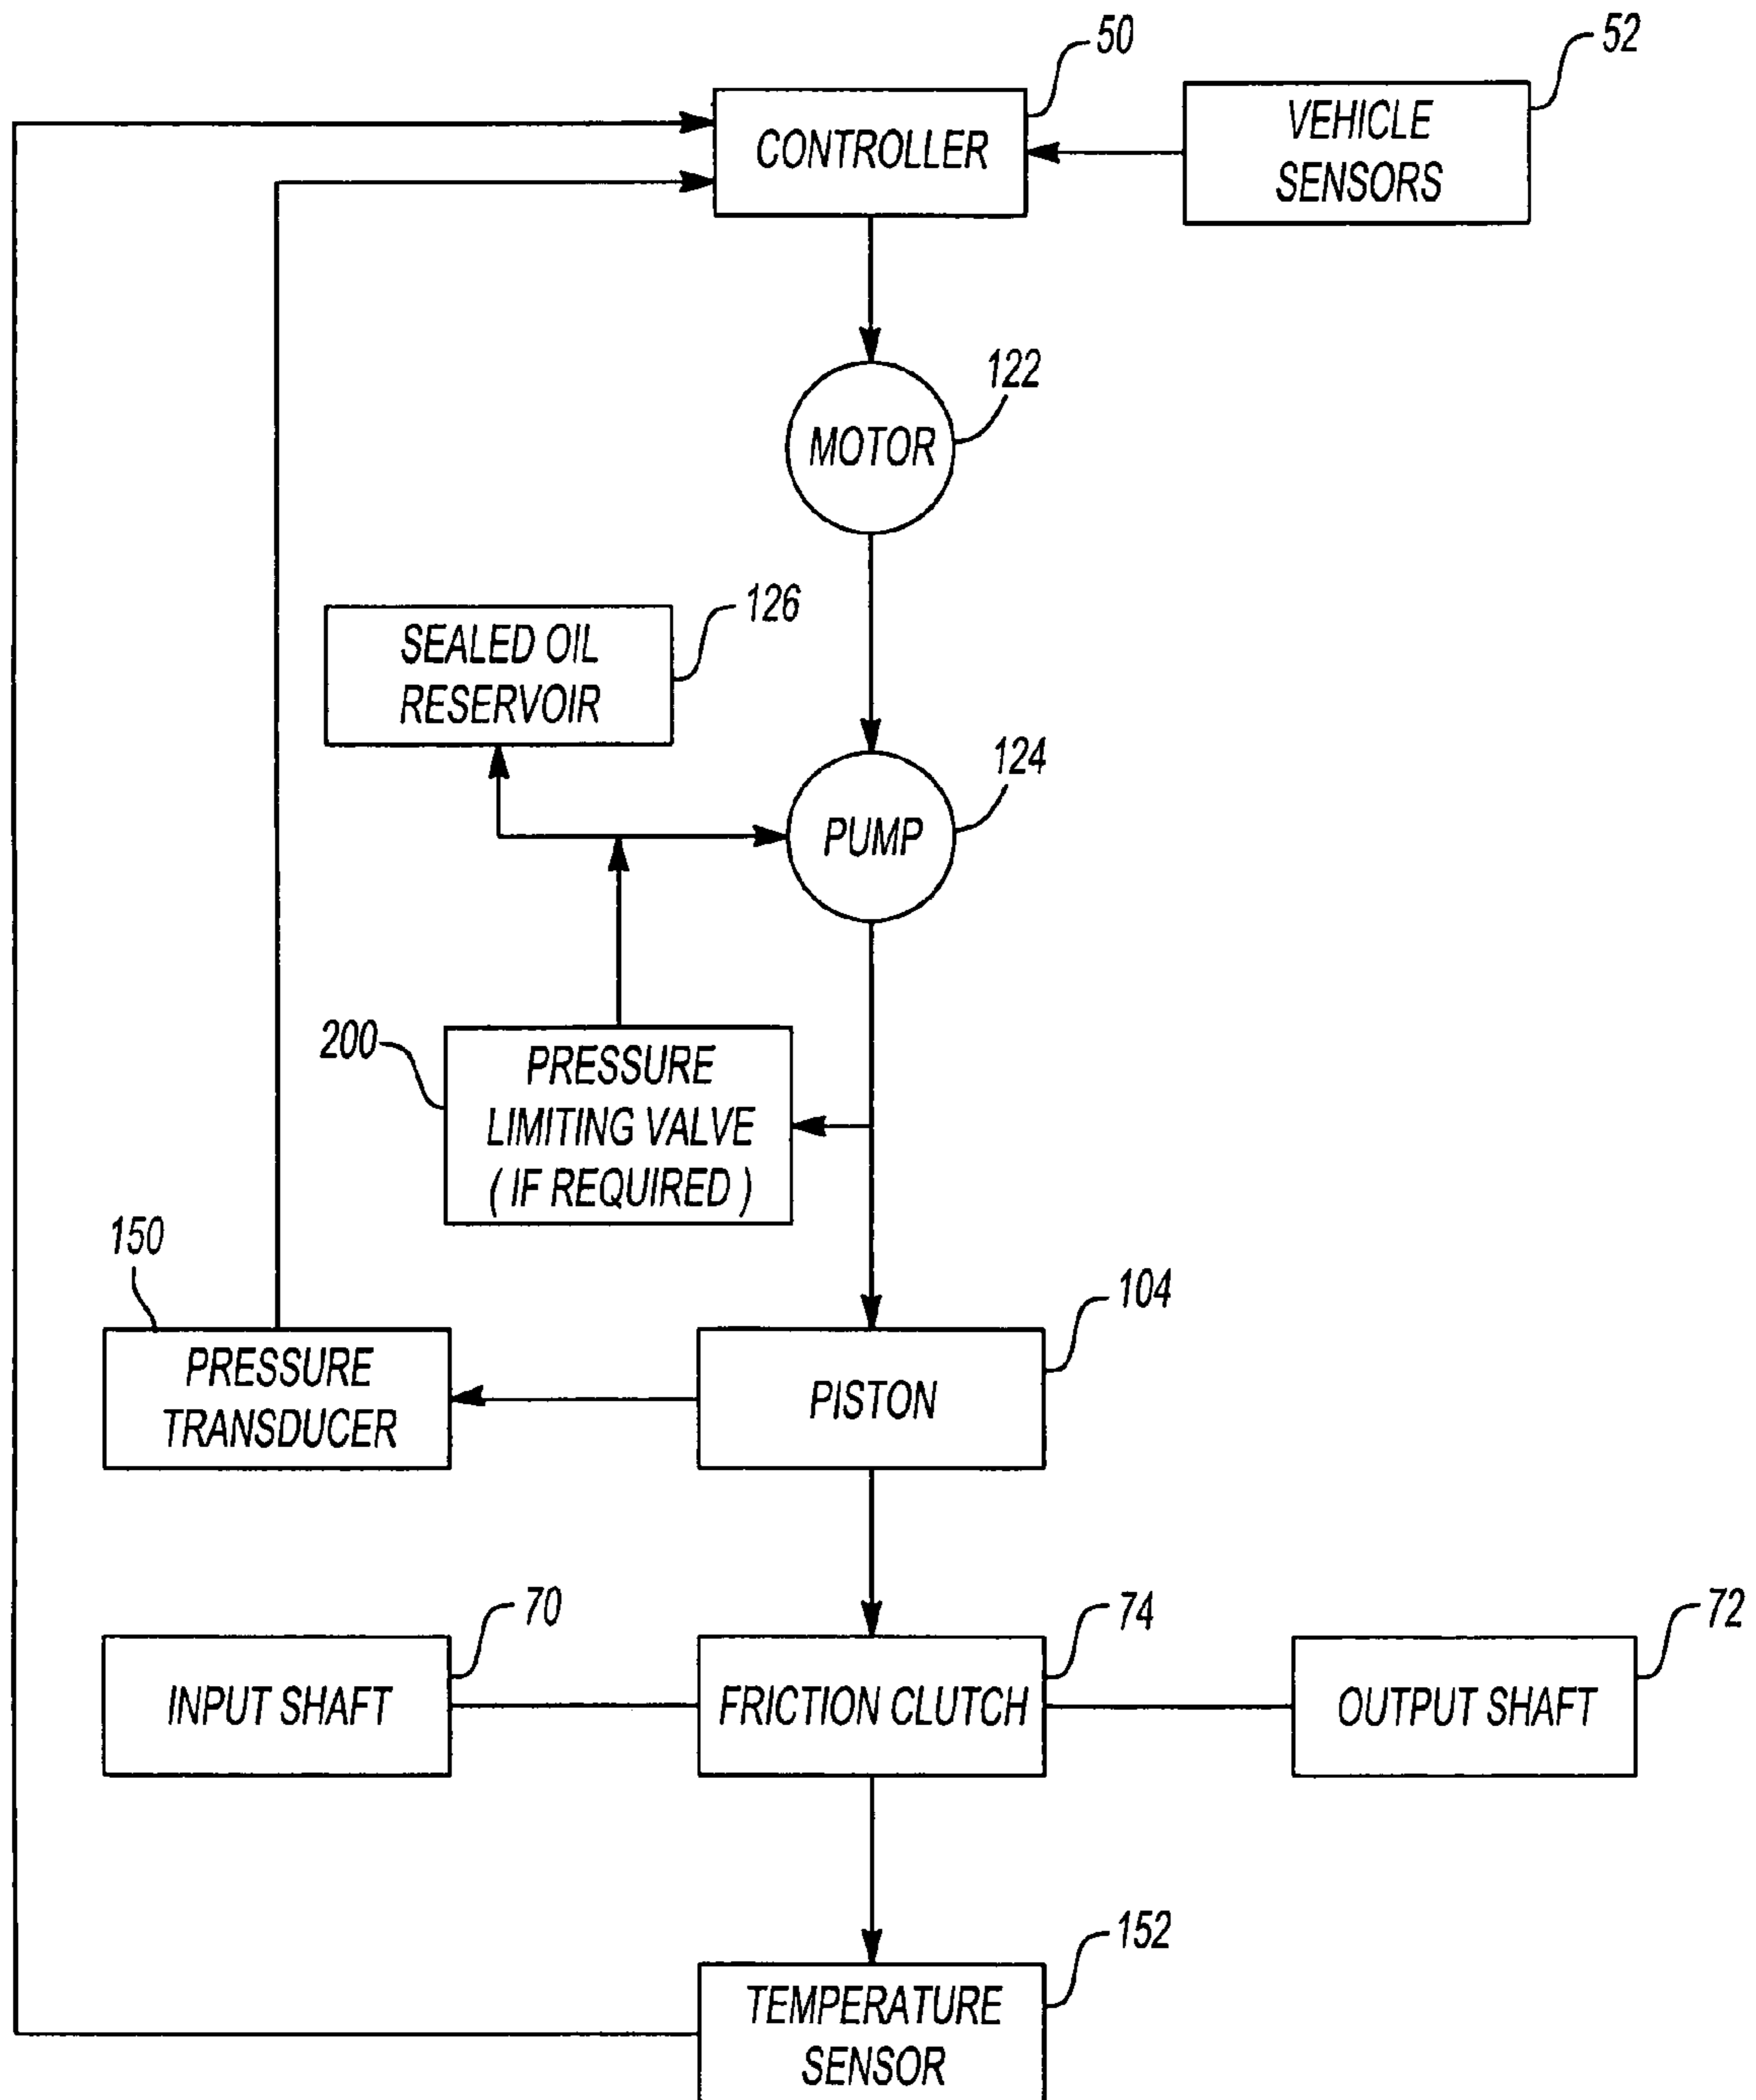 50
52
CONTROLLER
VEHICLE
SENSORS
122
MOTOR
126
SEALED OIL
RESERVOIR
124
PUMP
200
PRESSURE
LIMITING VALVE
( IF REQUIRED )
150
104
PRESSURE
TRANSDUCER
PISTON
70
74
72
INPUT SHAFT
FRICTION CLUTCH
OUTPUT SHAFT
152
TEMPERATURE
SENSOR